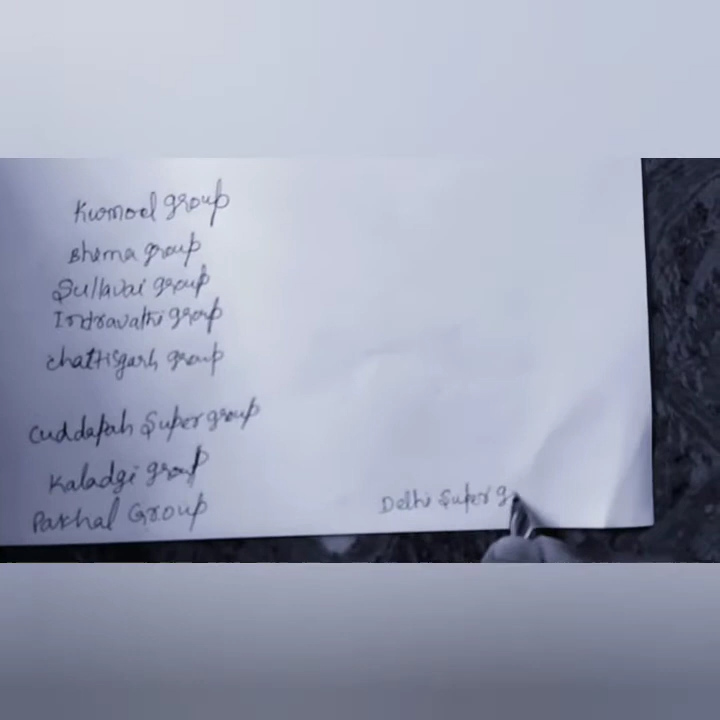 Kurnool group
Bhima group
Sullavai group
Indravathi group
chattisgarh group
Cuddapah Super group
Kaladgi group
Pakhal Group
Delhi Super g